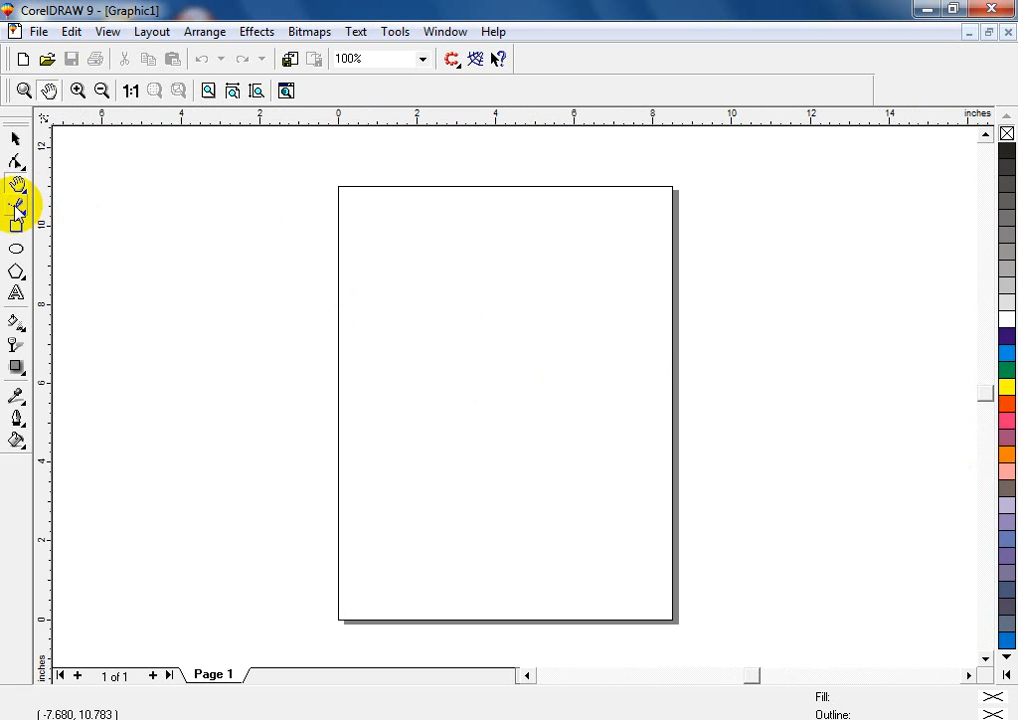 CorelDRAW 9 - [Graphic1]
File Edit View Layout Arrange Effects Bitmaps Text Tools Window Help
100%
1:1
6 4 2 0 2 4 6 8 10 12 14 inches
12
10
8
6
4
2
0
inches
1 of 1 Page 1
Fill:
( -7.680, 10.783 ) Outline: